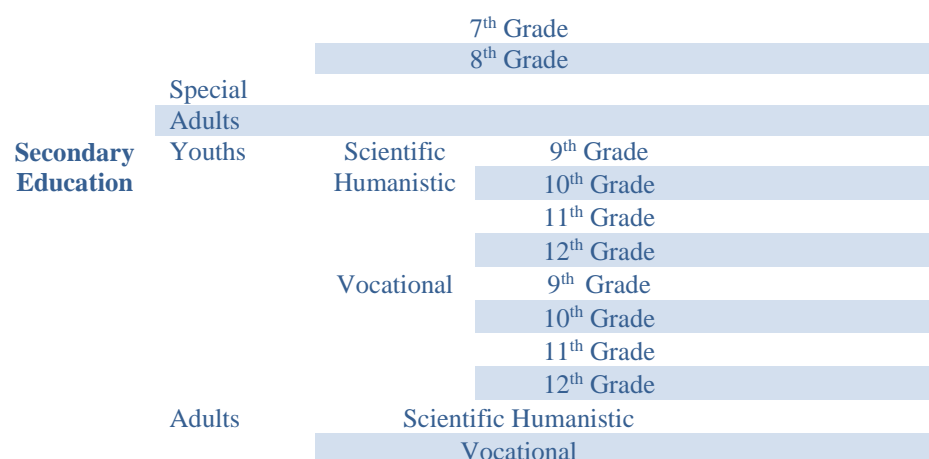 7th Grade
8th Grade
Special
Adults
Secondary Youths Scientific 9th Grade
Education Humanistic 10th Grade
11th Grade
12th Grade
Vocational 9th Grade
10th Grade
11th Grade
12th Grade
Adults Scientific Humanistic
Vocational